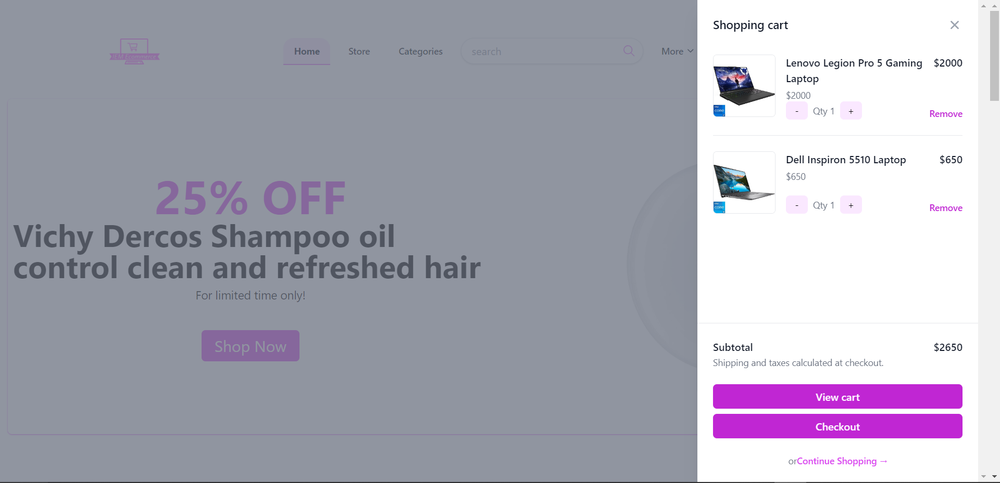 IEM Ecommerce
Home
Store
Categories
search
More
25% OFF
Vichy Dercos Shampoo oil
control clean and refreshed hair
For limited time only!
Shop Now
Shopping cart
Lenovo Legion Pro 5 Gaming
Laptop
$2000
$2000
- Qty 1 +
Remove
Dell Inspiron 5510 Laptop
$650
$650
- Qty 1 +
Remove
Subtotal
$2650
Shipping and taxes calculated at checkout.
View cart
Checkout
orContinue Shopping →